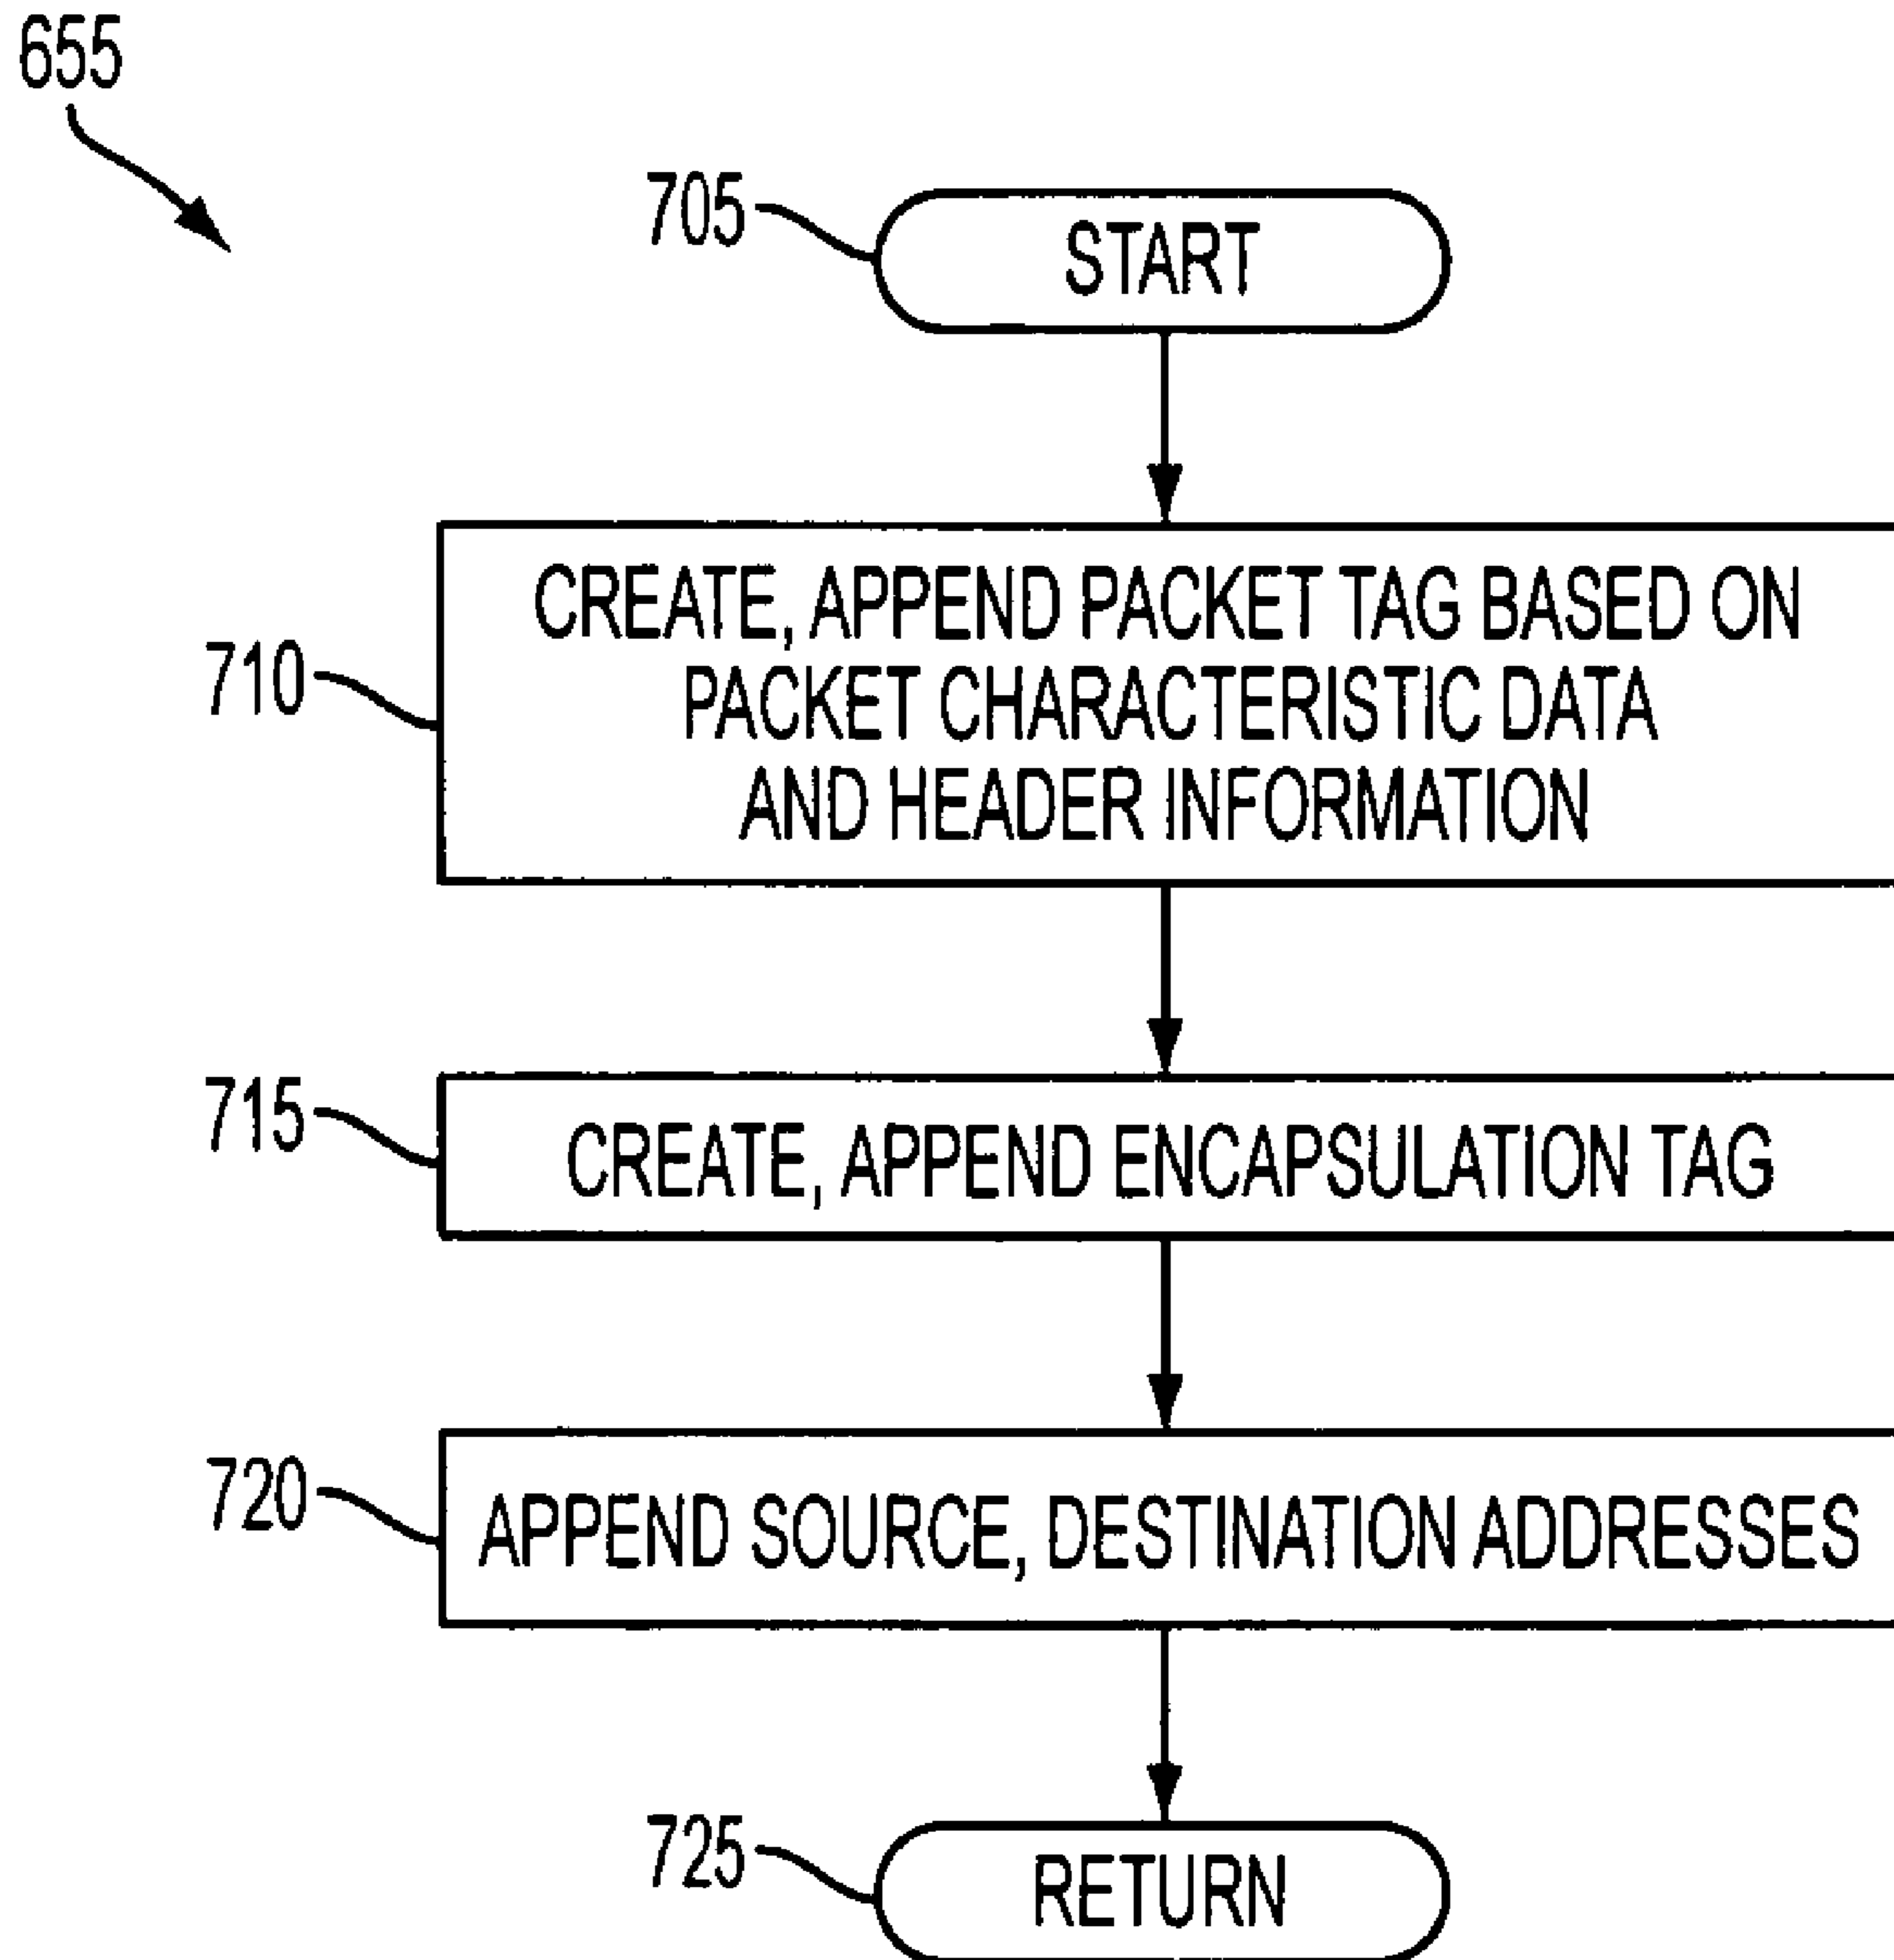 655
705
START
710
CREATE, APPEND PACKET TAG BASED ON
PACKET CHARACTERISTIC DATA
AND HEADER INFORMATION
715
CREATE, APPEND ENCAPSULATION TAG
720
APPEND SOURCE, DESTINATION ADDRESSES
725
RETURN